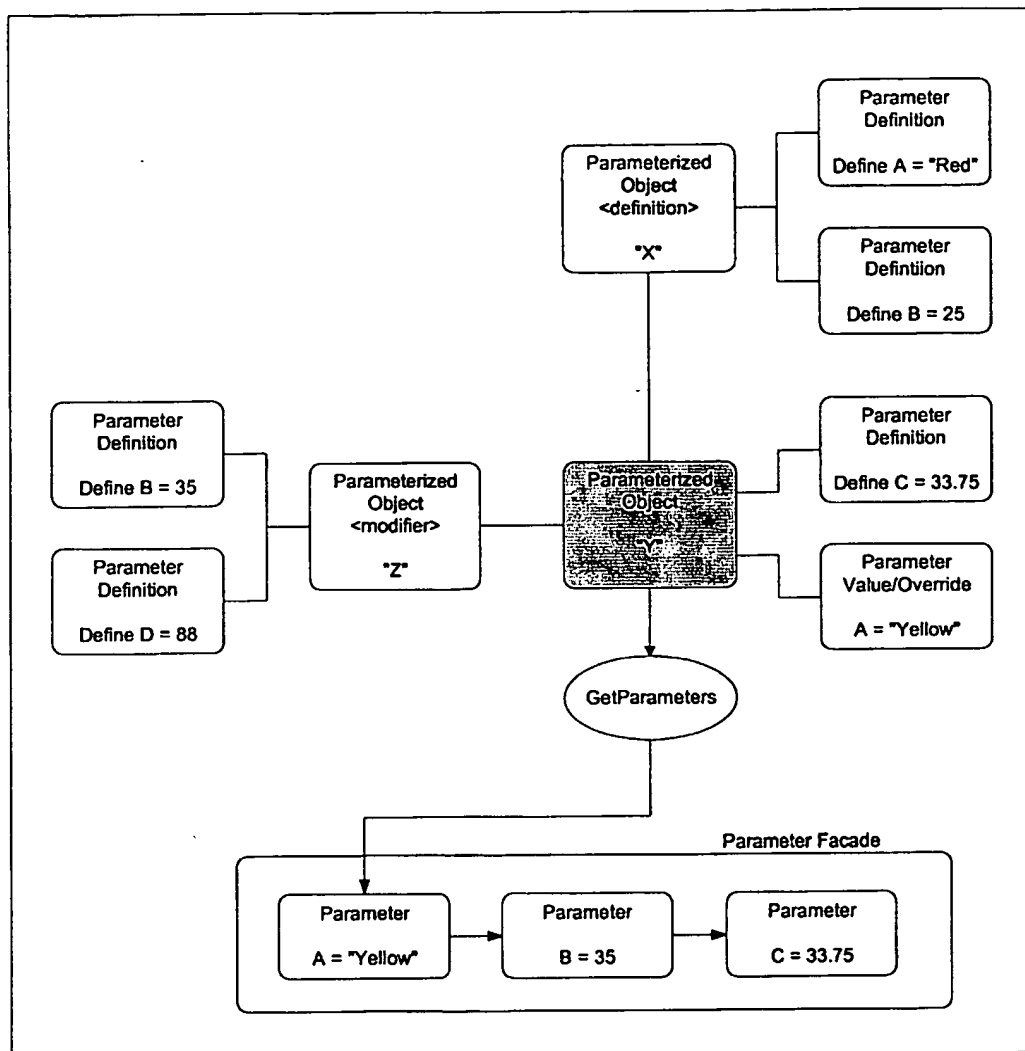 Parameter
Definition
Define A = "Red"
Parameterized
Object
<definition>
"X"
Parameter
Defintiion
Define B = 25
Parameter
Definition
Define B = 35
Parameterized
Object
<modifier>
"Z"
Parameter
Definition
Define D = 88
Parameterized
Object
"Y"
Parameter
Definition
Define C = 33.75
Parameter
Value/Override
A = "Yellow"
GetParameters
Parameter Facade
Parameter
A = "Yellow"
Parameter
B = 35
Parameter
C = 33.75